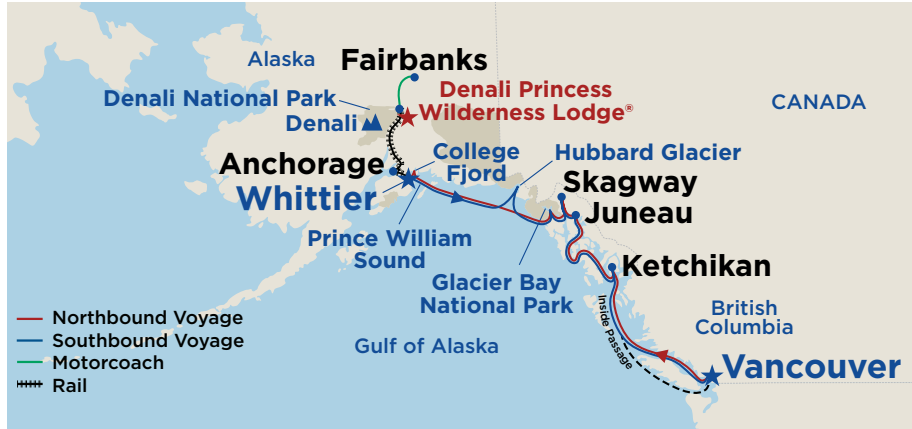 Alaska
Fairbanks
Denali National Park
Denali
Denali Princess
Wilderness Lodge®
CANADA
Anchorage
Whittier
College
Fjord
Hubbard Glacier
Skagway
Juneau
Prince William
Sound
Glacier Bay
National Park
Ketchikan
Inside Passage
British
Columbia
Gulf of Alaska
Vancouver
Northbound Voyage
Southbound Voyage
Motorcoach
Rail